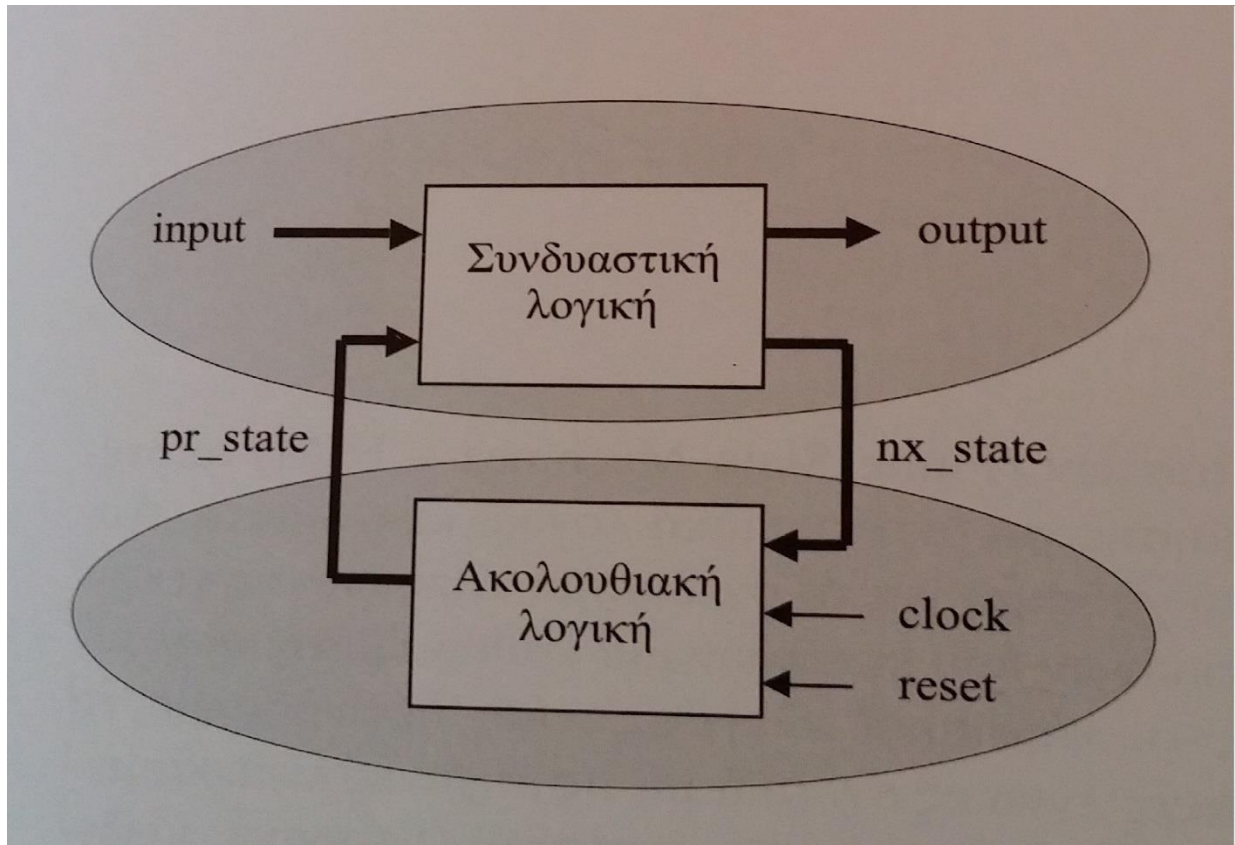 input
Συνδυαστική
λογική
output
pr_state
nx_state
Ακολουθιακή
λογική
clock
reset